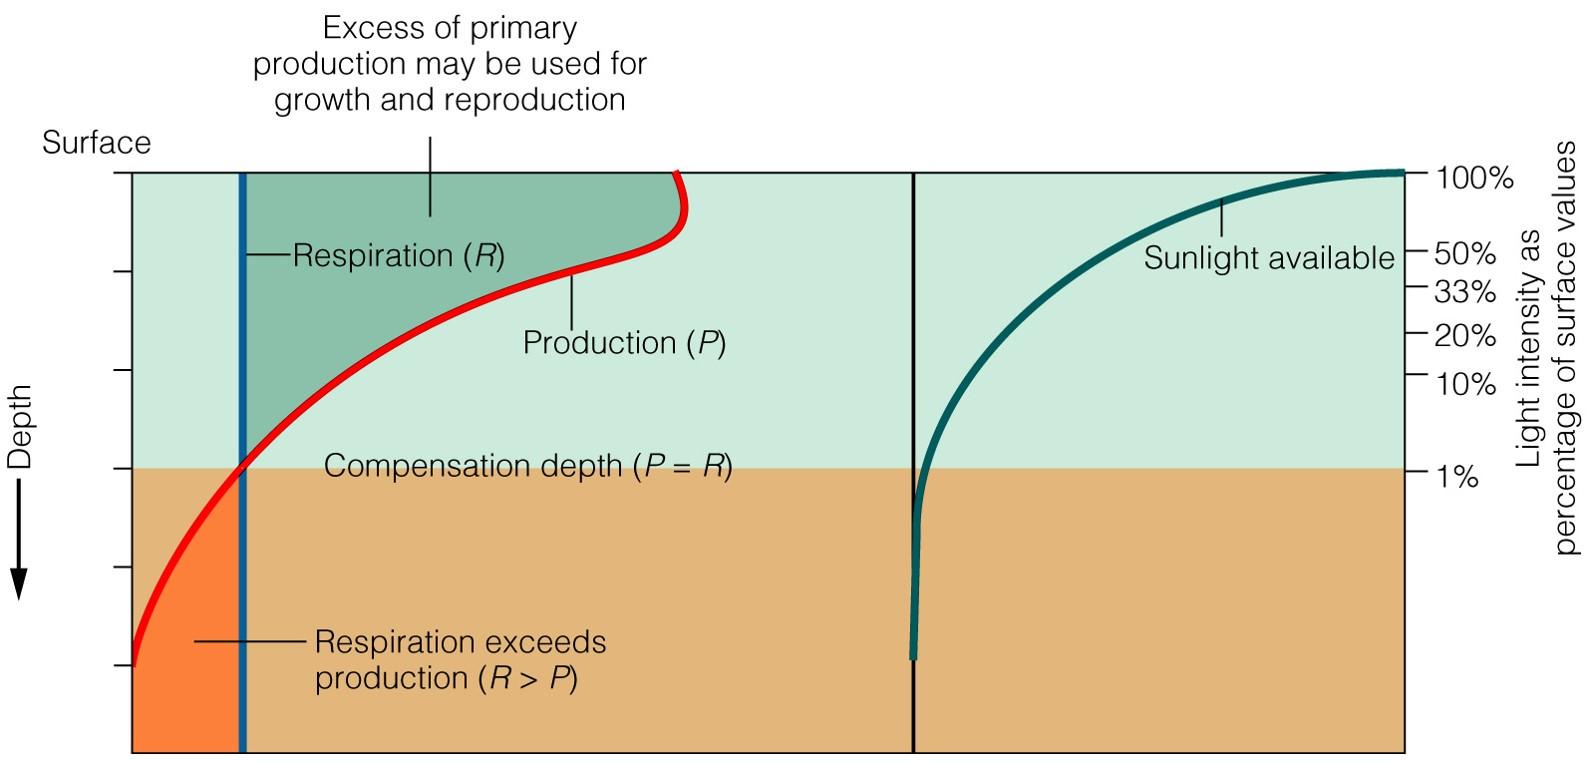 Excess of primary
production may be used for
growth and reproduction
Surface
Respiration (R)
Production (P)
Compensation depth (P = R)
Respiration exceeds
production (R > P)
Depth
Sunlight available
100%
50%
33%
20%
10%
1%
Light intensity as
percentage of surface values